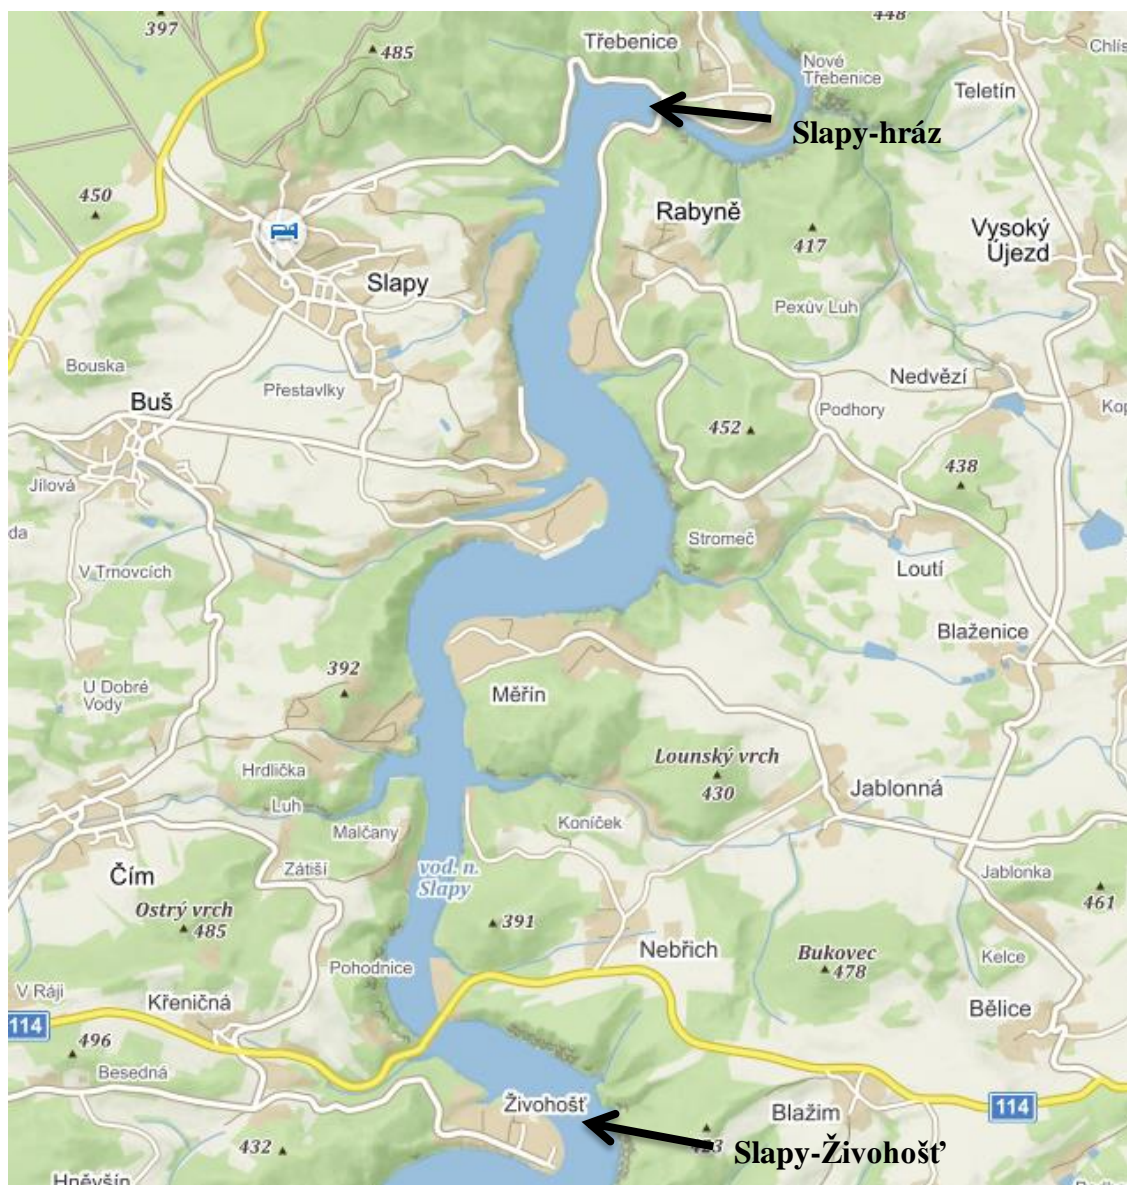 397
448
Třebenice
485
Chlís
Nové
Třebenice
Teletín
Slapy-hráz
450
Rabyně
417
Vysoký
Újezd
Slapy
Pexův Luh
Bouska
Přestavlky
Nedvězí
Buš
Podhory
Kop
452
438
Jílová
da
Stromeč
V Trnovcích
Loutí
Blaženice
392
U Dobré
Vody
Měřín
Lounský vrch
430
Hrdlička
Jablonná
Luh
Malčany
Koníček
Zátiší
vod. n.
Slapy
Čím
Jablonka
461
Ostrý vrch
485
391
Nebřich
Bukovec
478
Kelce
Pohodnice
V Ráji
Křeničná
Bělice
114
496
Besedná
Živohošť
114
Blažim
432
Slapy-Živohošť
Hněvšín